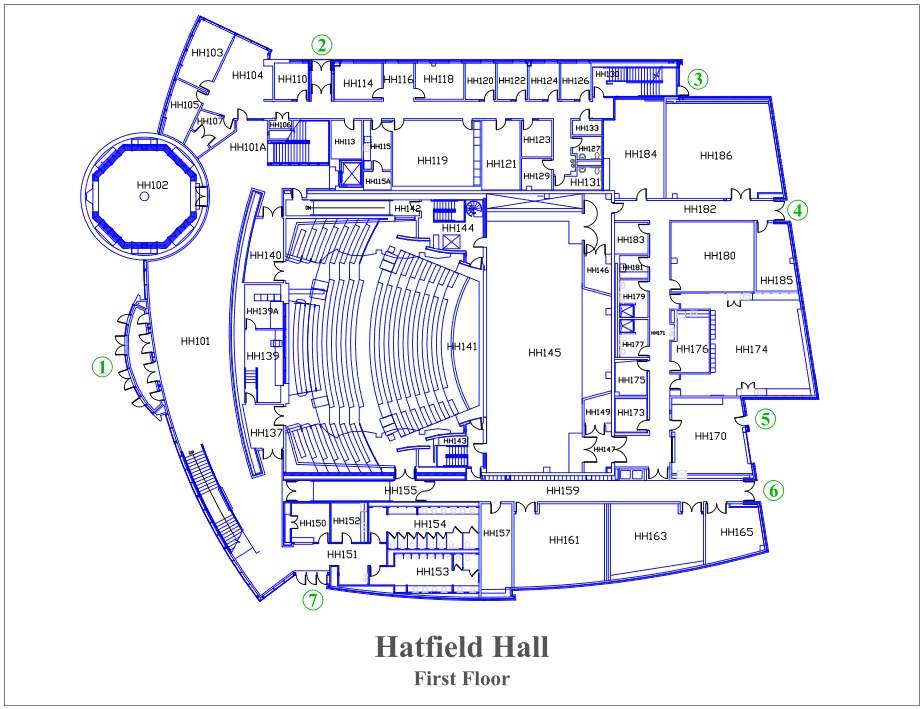 2
HH103
HH104
HH110
HH114
HH116
HH118
HH120
HH122
HH124
HH126
HH130
3
HH105
HH107
HH106
HH101A
HH113
HH115
HH115A
HH119
HH121
HH123
HH129
HH133
HH127
HH131
HH184
HH186
HH102
HH142
HH144
HH182
4
HH140
HH146
HH183
HH181
HH180
HH185
HH179
HH139A
HH101
HH139
HH141
HH145
HH177
HH171
HH176
HH174
1
HH175
HH137
HH149
HH173
5
HH170
HH143
HH147
HH155
HH159
6
HH150
HH152
HH154
HH157
HH161
HH163
HH165
HH151
HH153
7
Hatfield Hall
First Floor